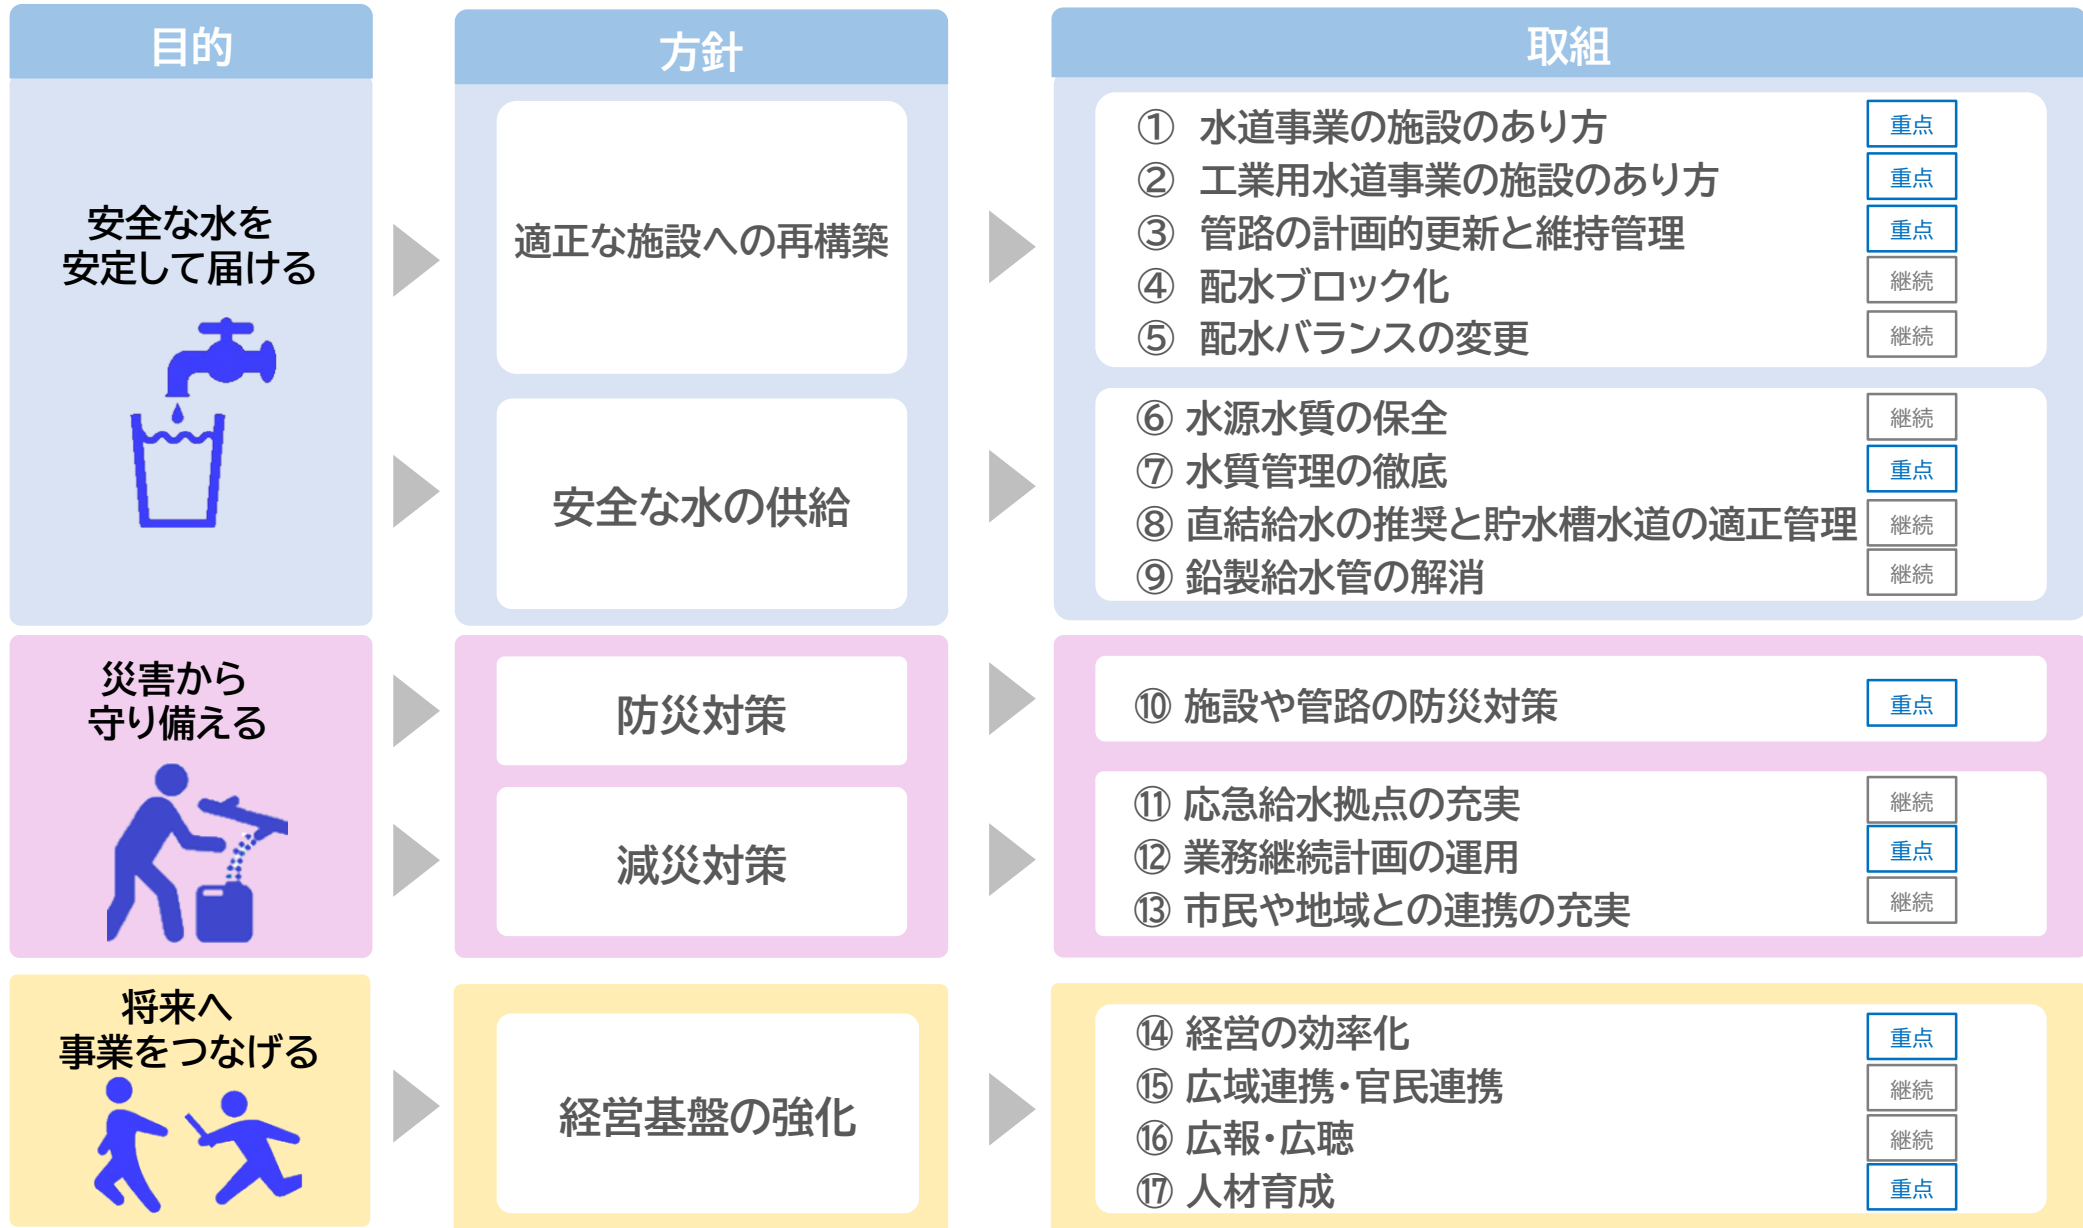 目的
方針
取組
安全な水を
安定して届ける
適正な施設への再構築
① 水道事業の施設のあり方 重点
② 工業用水道事業の施設のあり方 重点
③ 管路の計画的更新と維持管理 重点
④ 配水ブロック化 継続
⑤ 配水バランスの変更 継続
安全な水の供給
⑥ 水源水質の保全 継続
⑦ 水質管理の徹底 重点
⑧ 直結給水の推奨と貯水槽水道の適正管理 継続
⑨ 鉛製給水管の解消 継続
災害から
守り備える
防災対策
⑩ 施設や管路の防災対策 重点
減災対策
⑪ 応急給水拠点の充実 継続
⑫ 業務継続計画の運用 重点
⑬ 市民や地域との連携の充実 継続
将来へ
事業をつなげる
経営基盤の強化
⑭ 経営の効率化 重点
⑮ 広域連携・官民連携 継続
⑯ 広報・広聴 継続
⑰ 人材育成 重点